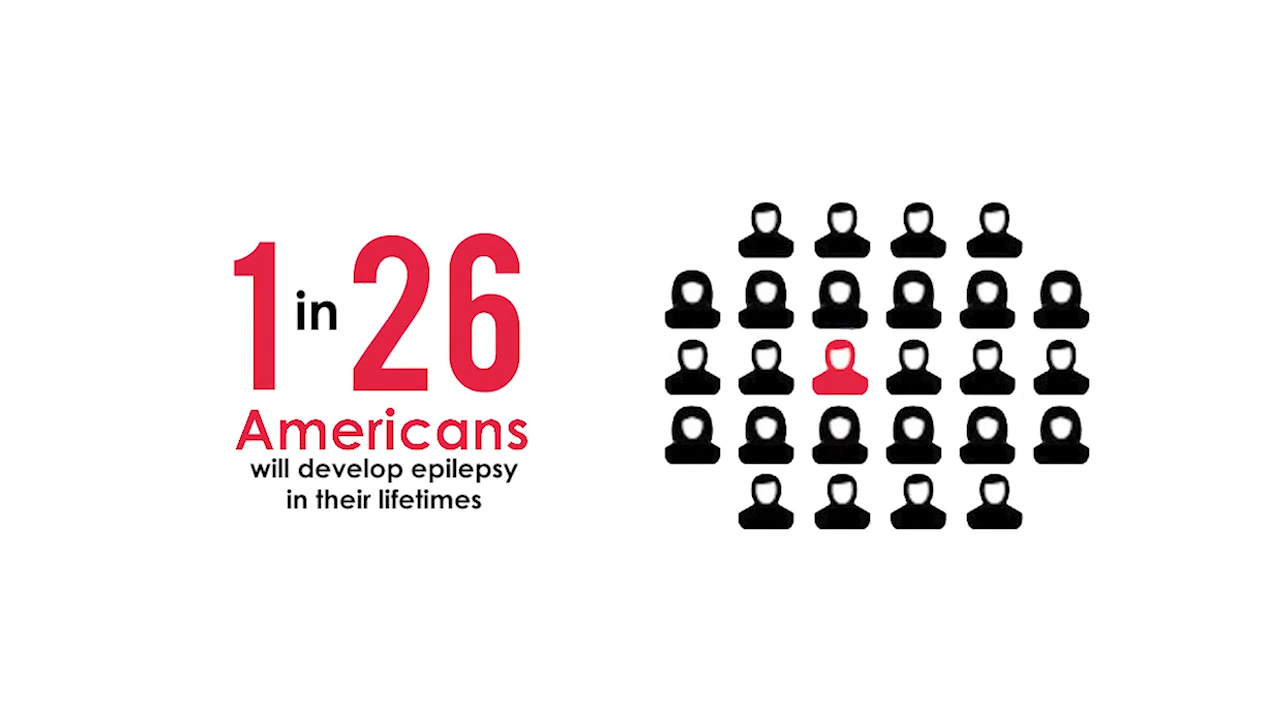 1 in 26
Americans
will develop epilepsy
in their lifetimes